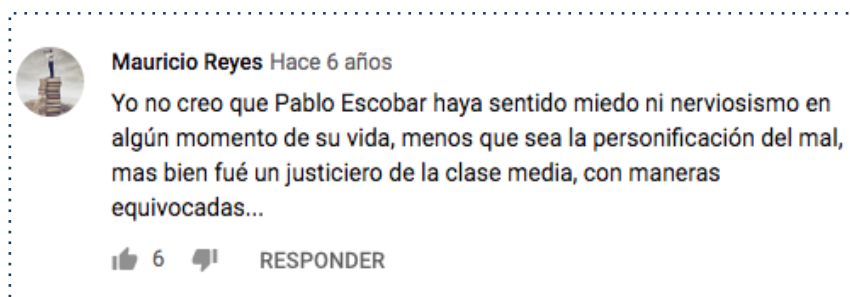 Mauricio Reyes Hace 6 años
Yo no creo que Pablo Escobar haya sentido miedo ni nerviosismo en
algún momento de su vida, menos que sea la personificación del mal,
mas bien fué un justiciero de la clase media, con maneras
equivocadas...
6 RESPONDER